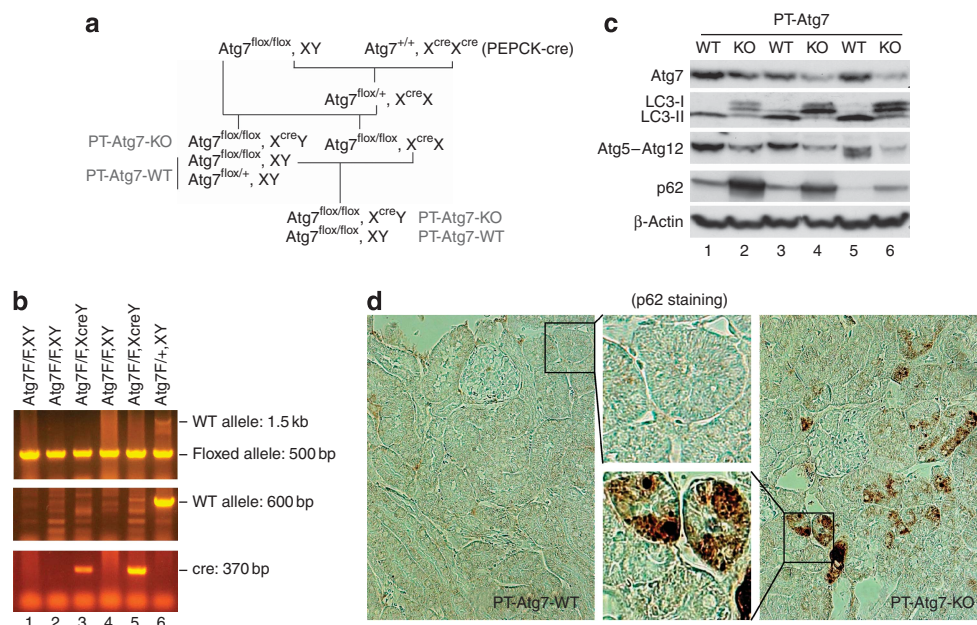 a
Atg7flox/flox, XY Atg7+/+, XcreXcre (PEPCK-cre)
Atg7flox/+, XcreX
PT-Atg7-KO Atg7flox/flox, XcreY Atg7flox/flox, XcreX
Atg7flox/flox, XY
PT-Atg7-WT Atg7flox/+, XY
Atg7flox/flox, XcreY PT-Atg7-KO
Atg7flox/flox, XY PT-Atg7-WT
b
Atg7F/F,XY
Atg7F/F,XY
Atg7F/F,XcreY
Atg7F/F,XY
Atg7F/F,XcreY
Atg7F/+,XY
WT allele: 1.5 kb
Floxed allele: 500 bp
WT allele: 600 bp
cre: 370 bp
1 2 3 4 5 6
c
PT-Atg7
WT KO WT KO WT KO
Atg7
LC3-I
LC3-II
Atg5–Atg12
p62
β-Actin
1 2 3 4 5 6
d
(p62 staining)
PT-Atg7-WT
PT-Atg7-KO